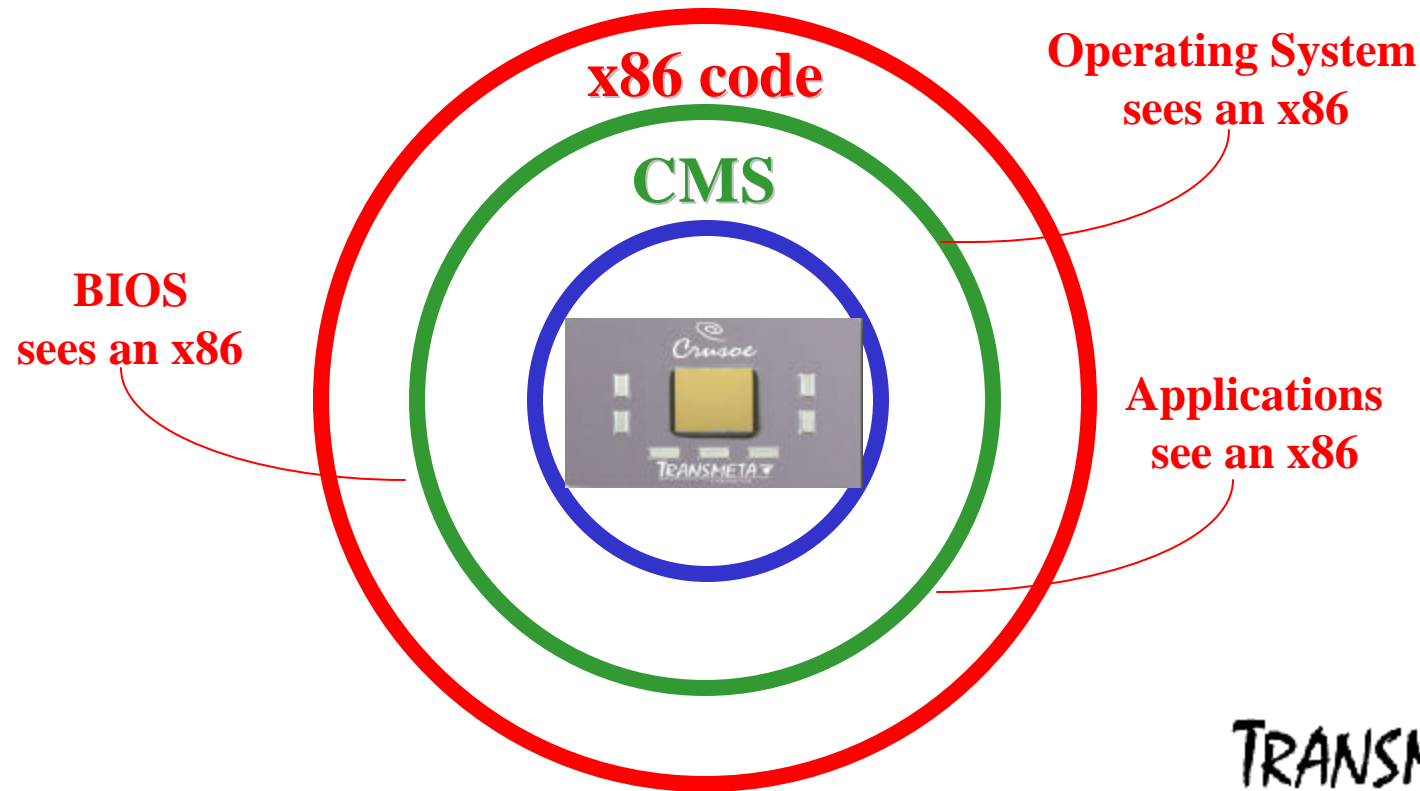 x86 code
CMS
Operating System
sees an x86
BIOS
sees an x86
Applications
see an x86
Crusoe
TRANSMETA
TRANSM